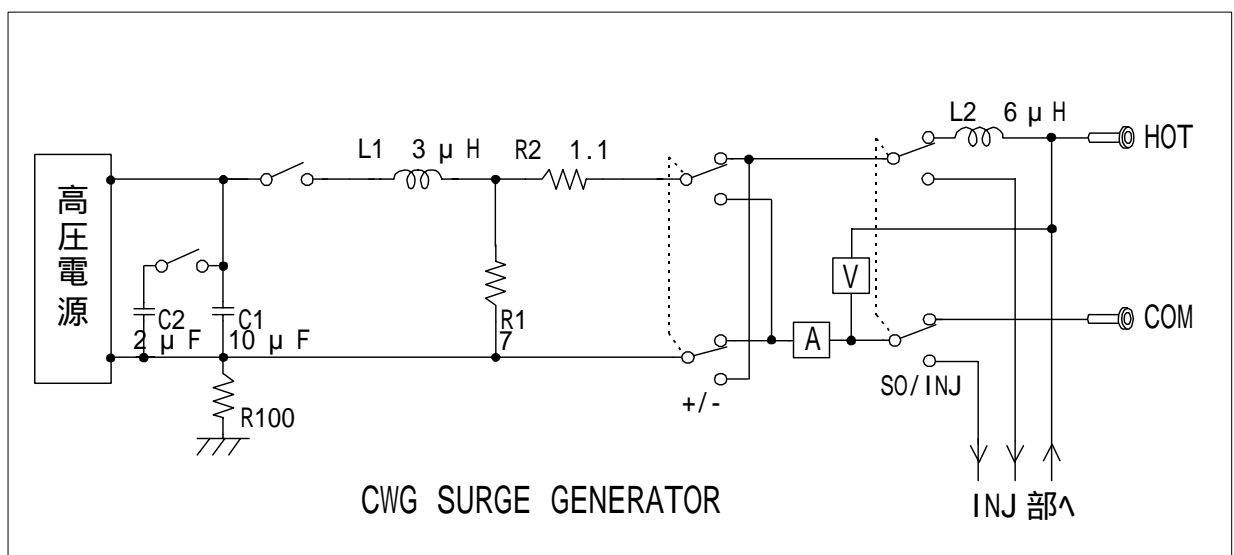 L2 6 μ H
HOT
L1 3 μ H R2 1.1
高圧電源
V
C2
2 μ F
C1
10 μ F
R1
7
A
COM
SO/INJ
+/-
R100
CWG SURGE GENERATOR
INJ 部へ